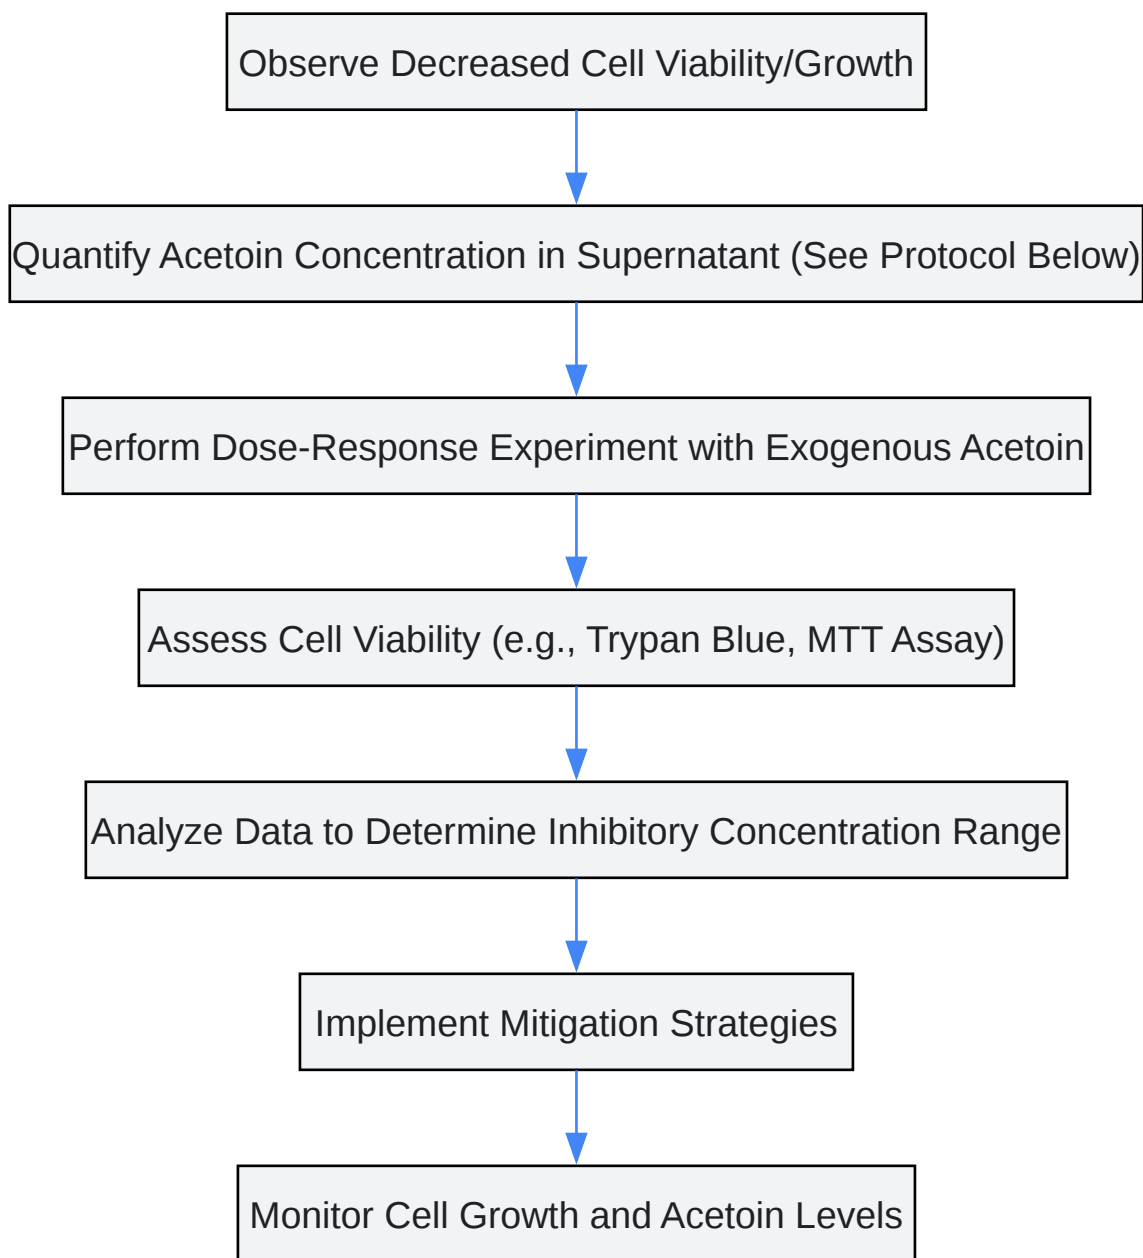 Observe Decreased Cell Viability/Growth
Quantify Acetoin Concentration in Supernatant (See Protocol Below)
Perform Dose-Response Experiment with Exogenous Acetoin
Assess Cell Viability (e.g., Trypan Blue, MTT Assay)
Analyze Data to Determine Inhibitory Concentration Range
Implement Mitigation Strategies
Monitor Cell Growth and Acetoin Levels